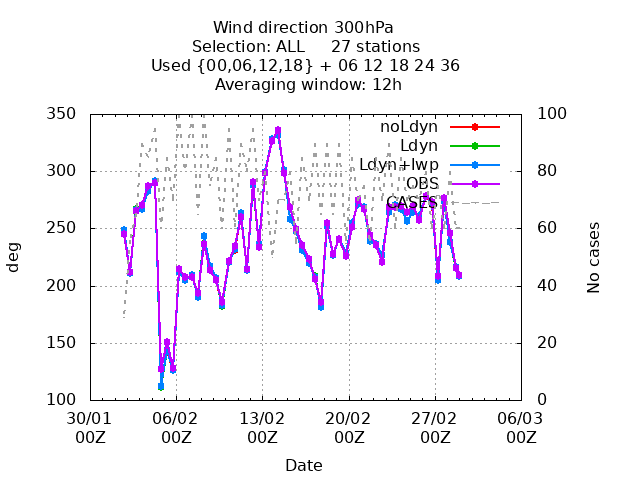 Wind direction 300hPa
Selection: ALL     27 stations
Used {00,06,12,18} + 06 12 18 24 36
Averaging window: 12h
350 100
noLdyn
Ldyn
300 80
Ldyn+lwp
OBS
CASES
250 60
deg
No cases
200 40
150 20
100 0
30/01 06/02 13/02 20/02 27/02 06/03
00Z 00Z 00Z 00Z 00Z 00Z
Date